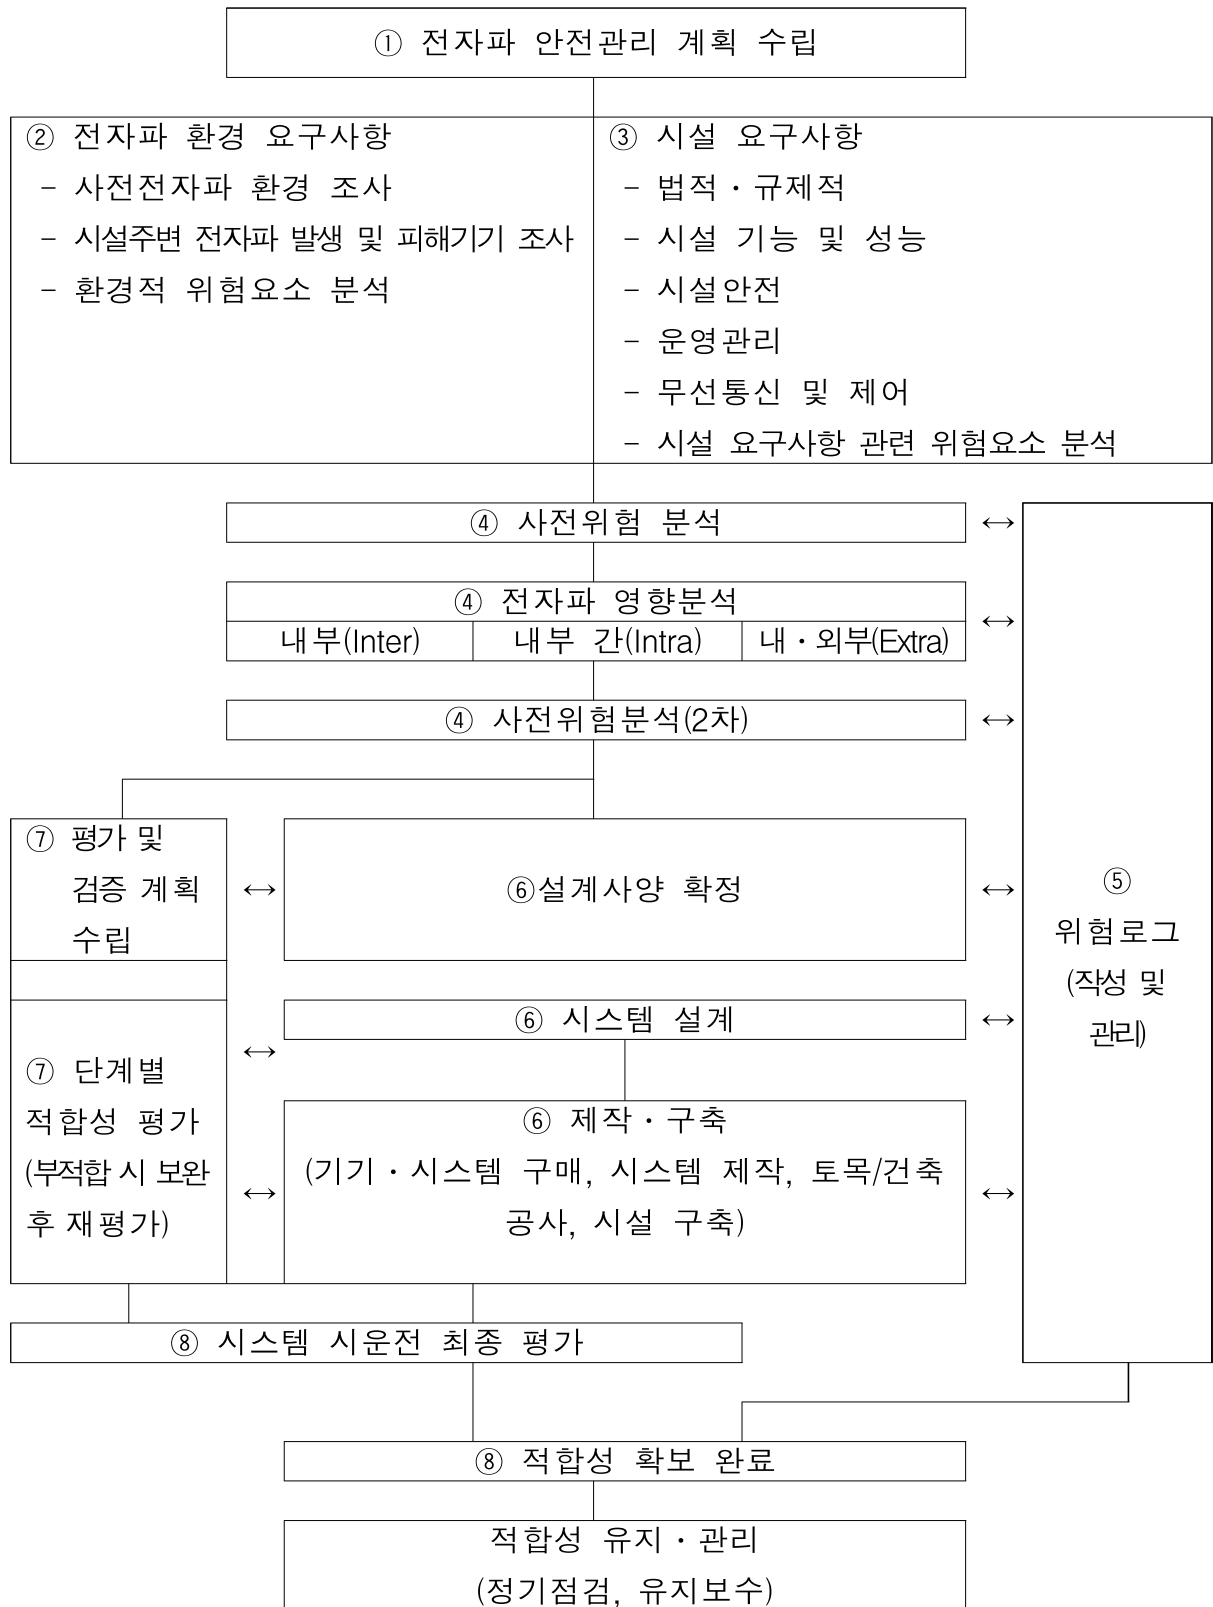 ① 전자파 안전관리 계획 수립
② 전자파 환경 요구사항
- 사전전자파 환경 조사
- 시설주변 전자파 발생 및 피해기기 조사
- 환경적 위험요소 분석
③ 시설 요구사항
- 법적·규제적
- 시설 기능 및 성능
- 시설안전
- 운영관리
- 무선통신 및 제어
- 시설 요구사항 관련 위험요소 분석
④ 사전위험 분석
↔
④ 전자파 영향분석
↔
내부(Inter)
내부 간(Intra)
내·외부(Extra)
④ 사전위험분석(2차)
↔
⑦ 평가 및
검증 계획
수립
↔
⑥설계사양 확정
↔
⑤
위험로그
(작성 및
관리)
⑥ 시스템 설계
↔
⑦ 단계별
적합성 평가
(부적합 시 보완
후 재평가)
↔
↔
⑥ 제작·구축
(기기·시스템 구매, 시스템 제작, 토목/건축
공사, 시설 구축)
↔
⑧ 시스템 시운전 최종 평가
⑧ 적합성 확보 완료
적합성 유지·관리
(정기점검, 유지보수)